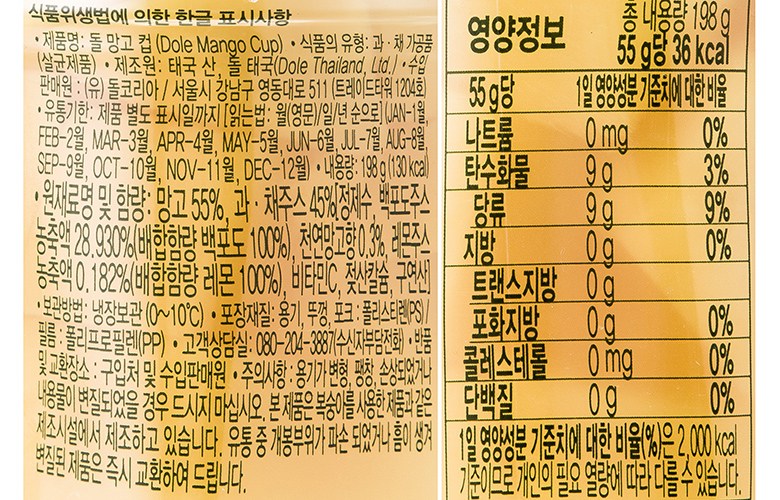 식품위생법에 의한 한글 표시사항
• 제품명: 돌 망고 컵 (Dole Mango Cup) • 식품의 유형: 과 · 채 가공품
(살균제품) • 제조원: 태국 산, 돌 태국(Dole Thailand, Ltd.) • 수입
판매원 : (유) 돌코리아 / 서울시 강남구 영동대로 511 (트레이드타워 1204호)
• 유통기한: 제품 별도 표시일까지 [읽는법: 월(영문)/일/년 순으로] (JAN-1월,
FEB-2월, MAR-3월, APR-4월, MAY-5월, JUN-6월, JUL-7월, AUG-8월,
SEP-9월, OCT-10월, NOV-11월, DEC-12월) • 내용량: 198 g (130 kcal)
• 원재료명 및 함량: 망고 55%, 과 · 채주스 45%[정제수, 백포도주스
농축액 28.930%(배합함량 백포도 100%), 천연망고향 0.3%, 레몬주스
농축액 0.182%(배합함량 레몬 100%), 비타민C, 젖산칼슘, 구연산]
• 보관방법: 냉장보관 (0~10℃) • 포장재질: 용기, 뚜껑, 포크 : 폴리스티렌(PS) /
필름 : 폴리프로필렌(PP) • 고객상담실: 080-204-3887(수신자부담전화) • 반품
및 교환장소 : 구입처 및 수입판매원 • 주의사항 : 용기가 변형, 팽창, 손상되었거나
내용물이 변질되었을 경우 드시지 마십시오. 본 제품은 복숭아를 사용한 제품과 같은
제조시설에서 제조하고 있습니다. 유통 중 개봉부위가 파손 되었거나 흠이 생겨
변질된 제품은 즉시 교환하여 드립니다.
영양정보
총 내용량 198 g
55 g당 36 kcal
55 g당 1일 영양성분 기준치에 대한 비율
나트륨 0 mg 0%
탄수화물 9 g 3%
당류 9 g 9%
지방 0 g 0%
트랜스지방 0 g
포화지방 0 g 0%
콜레스테롤 0 mg 0%
단백질 0 g 0%
1일 영양성분 기준치에 대한 비율(%)은 2,000 kcal
기준이므로 개인의 필요 열량에 따라 다를 수 있습니다.